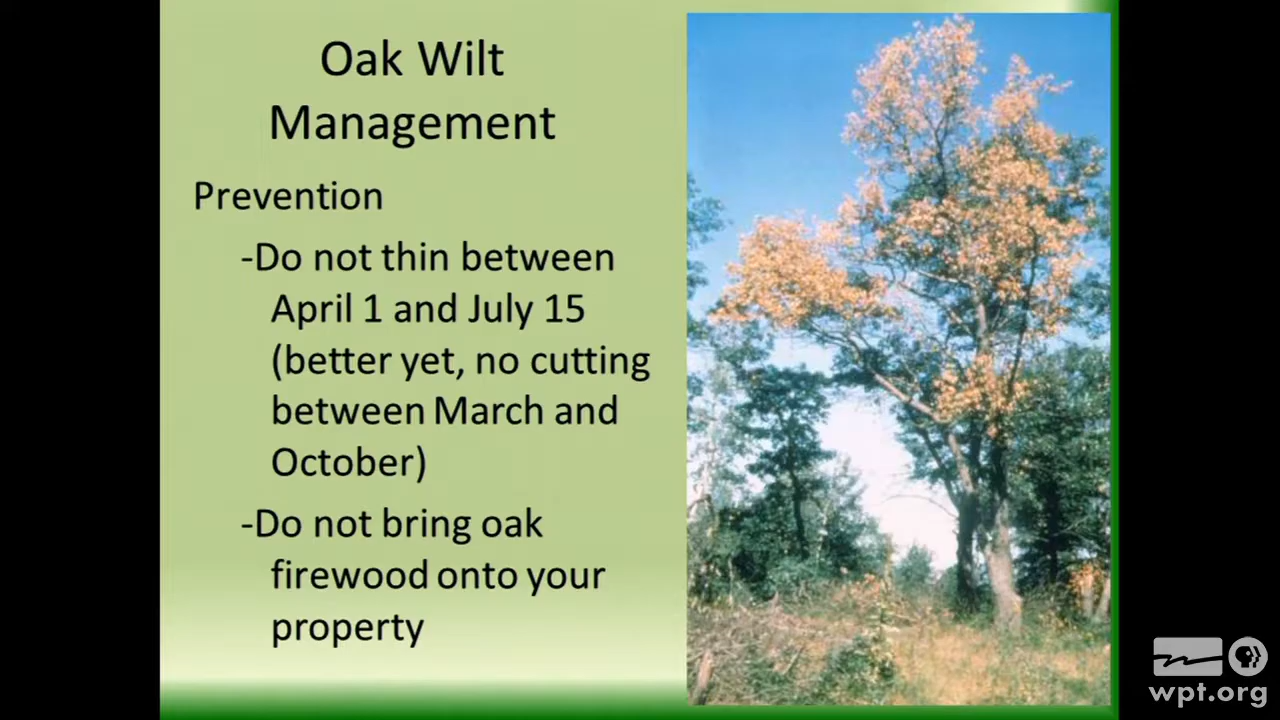 Oak Wilt
Management
Prevention
-Do not thin between
April 1 and July 15
(better yet, no cutting
between March and
October)
-Do not bring oak
firewood onto your
property
wpt.org